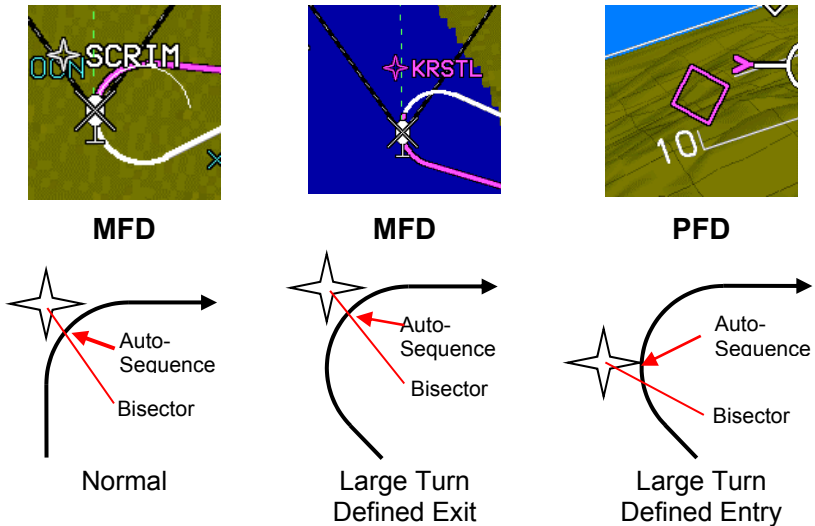 OCN
SCRIM
KRSTL
10
MFD
MFD
PFD
Auto-
Sequence
Bisector
Normal
Auto-
Sequence
Bisector
Large Turn
Defined Exit
Auto-
Sequence
Bisector
Large Turn
Defined Entry